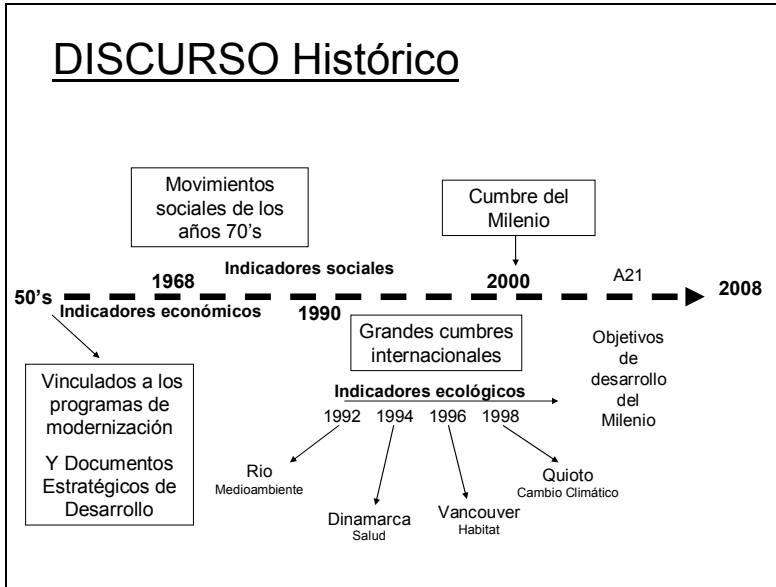 DISCURSO Histórico
Movimientos
sociales de los
años 70's
Cumbre del
Milenio
1968
Indicadores sociales
2000
A21
50's
2008
Indicadores económicos
1990
Grandes cumbres
internacionales
Objetivos
de
desarrollo
del
Milenio
Vinculados a los
programas de
modernización
Y Documentos
Estratégicos de
Desarrollo
Indicadores ecológicos
1992 1994 1996 1998
Rio
Medioambiente
Dinamarca
Salud
Vancouver
Habitat
Quioto
Cambio Climático